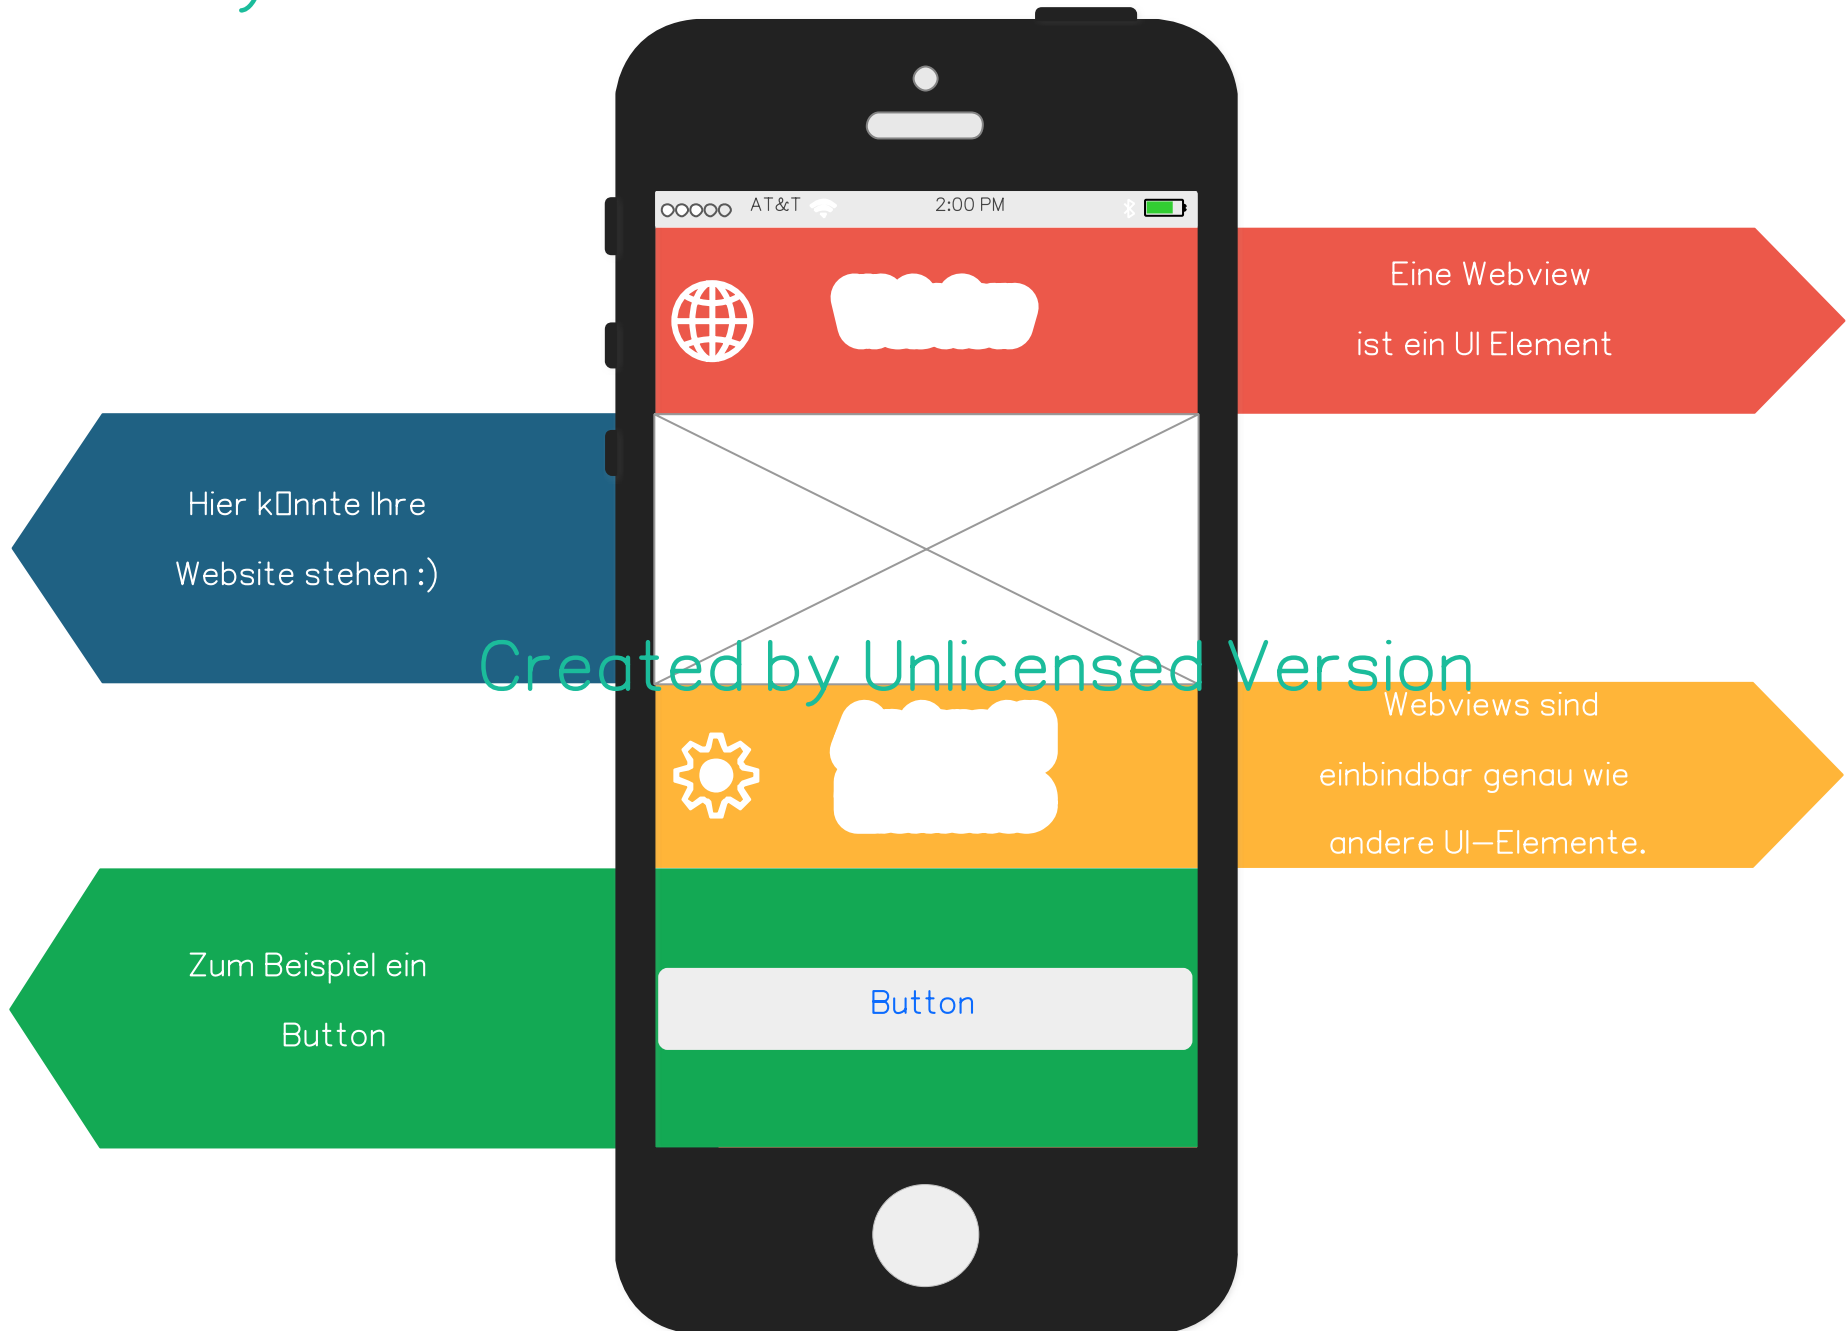 AT&T 2:00 PM
Eine Webview
ist ein UI Element
Hier k▯nnte Ihre
Website stehen :)
Created by Unlicensed Version
Webviews sind
einbindbar genau wie
andere UI-Elemente.
Zum Beispiel ein
Button
Button